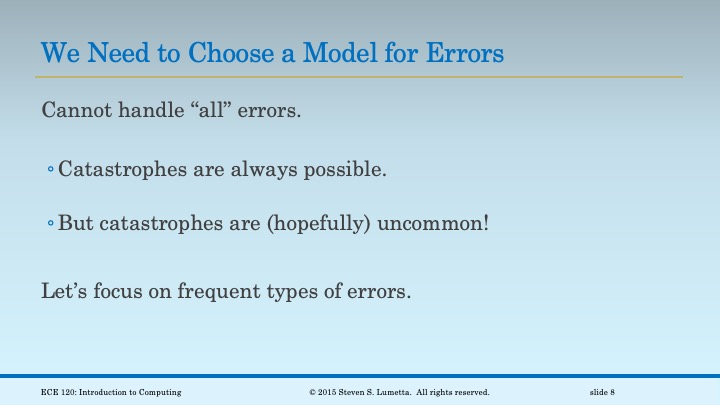 We Need to Choose a Model for Errors
Cannot handle “all” errors.
◦Catastrophes are always possible.
◦But catastrophes are (hopefully) uncommon!
Let’s focus on frequent types of errors.
ECE 120: Introduction to Computing
© 2015 Steven S. Lumetta.  All rights reserved.
slide 8